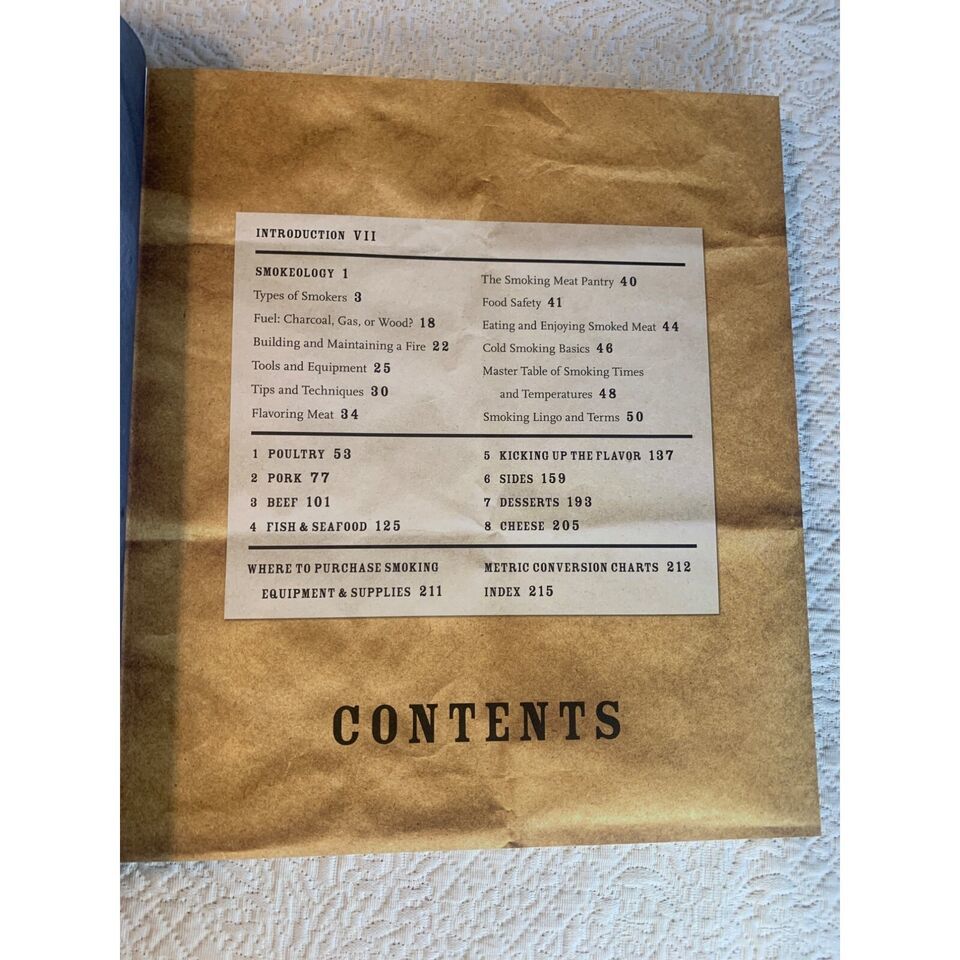 INTRODUCTION VII
SMOKEOLOGY 1
Types of Smokers 3
Fuel: Charcoal, Gas, or Wood? 18
Building and Maintaining a Fire 22
Tools and Equipment 25
Tips and Techniques 30
Flavoring Meat 34
The Smoking Meat Pantry 40
Food Safety 41
Eating and Enjoying Smoked Meat 44
Cold Smoking Basics 46
Master Table of Smoking Times
and Temperatures 48
Smoking Lingo and Terms 50
1 POULTRY 53
2 PORK 77
3 BEEF 101
4 FISH & SEAFOOD 125
5 KICKING UP THE FLAVOR 137
6 SIDES 159
7 DESSERTS 193
8 CHEESE 205
WHERE TO PURCHASE SMOKING
EQUIPMENT & SUPPLIES 211
METRIC CONVERSION CHARTS 212
INDEX 215
CONTENTS